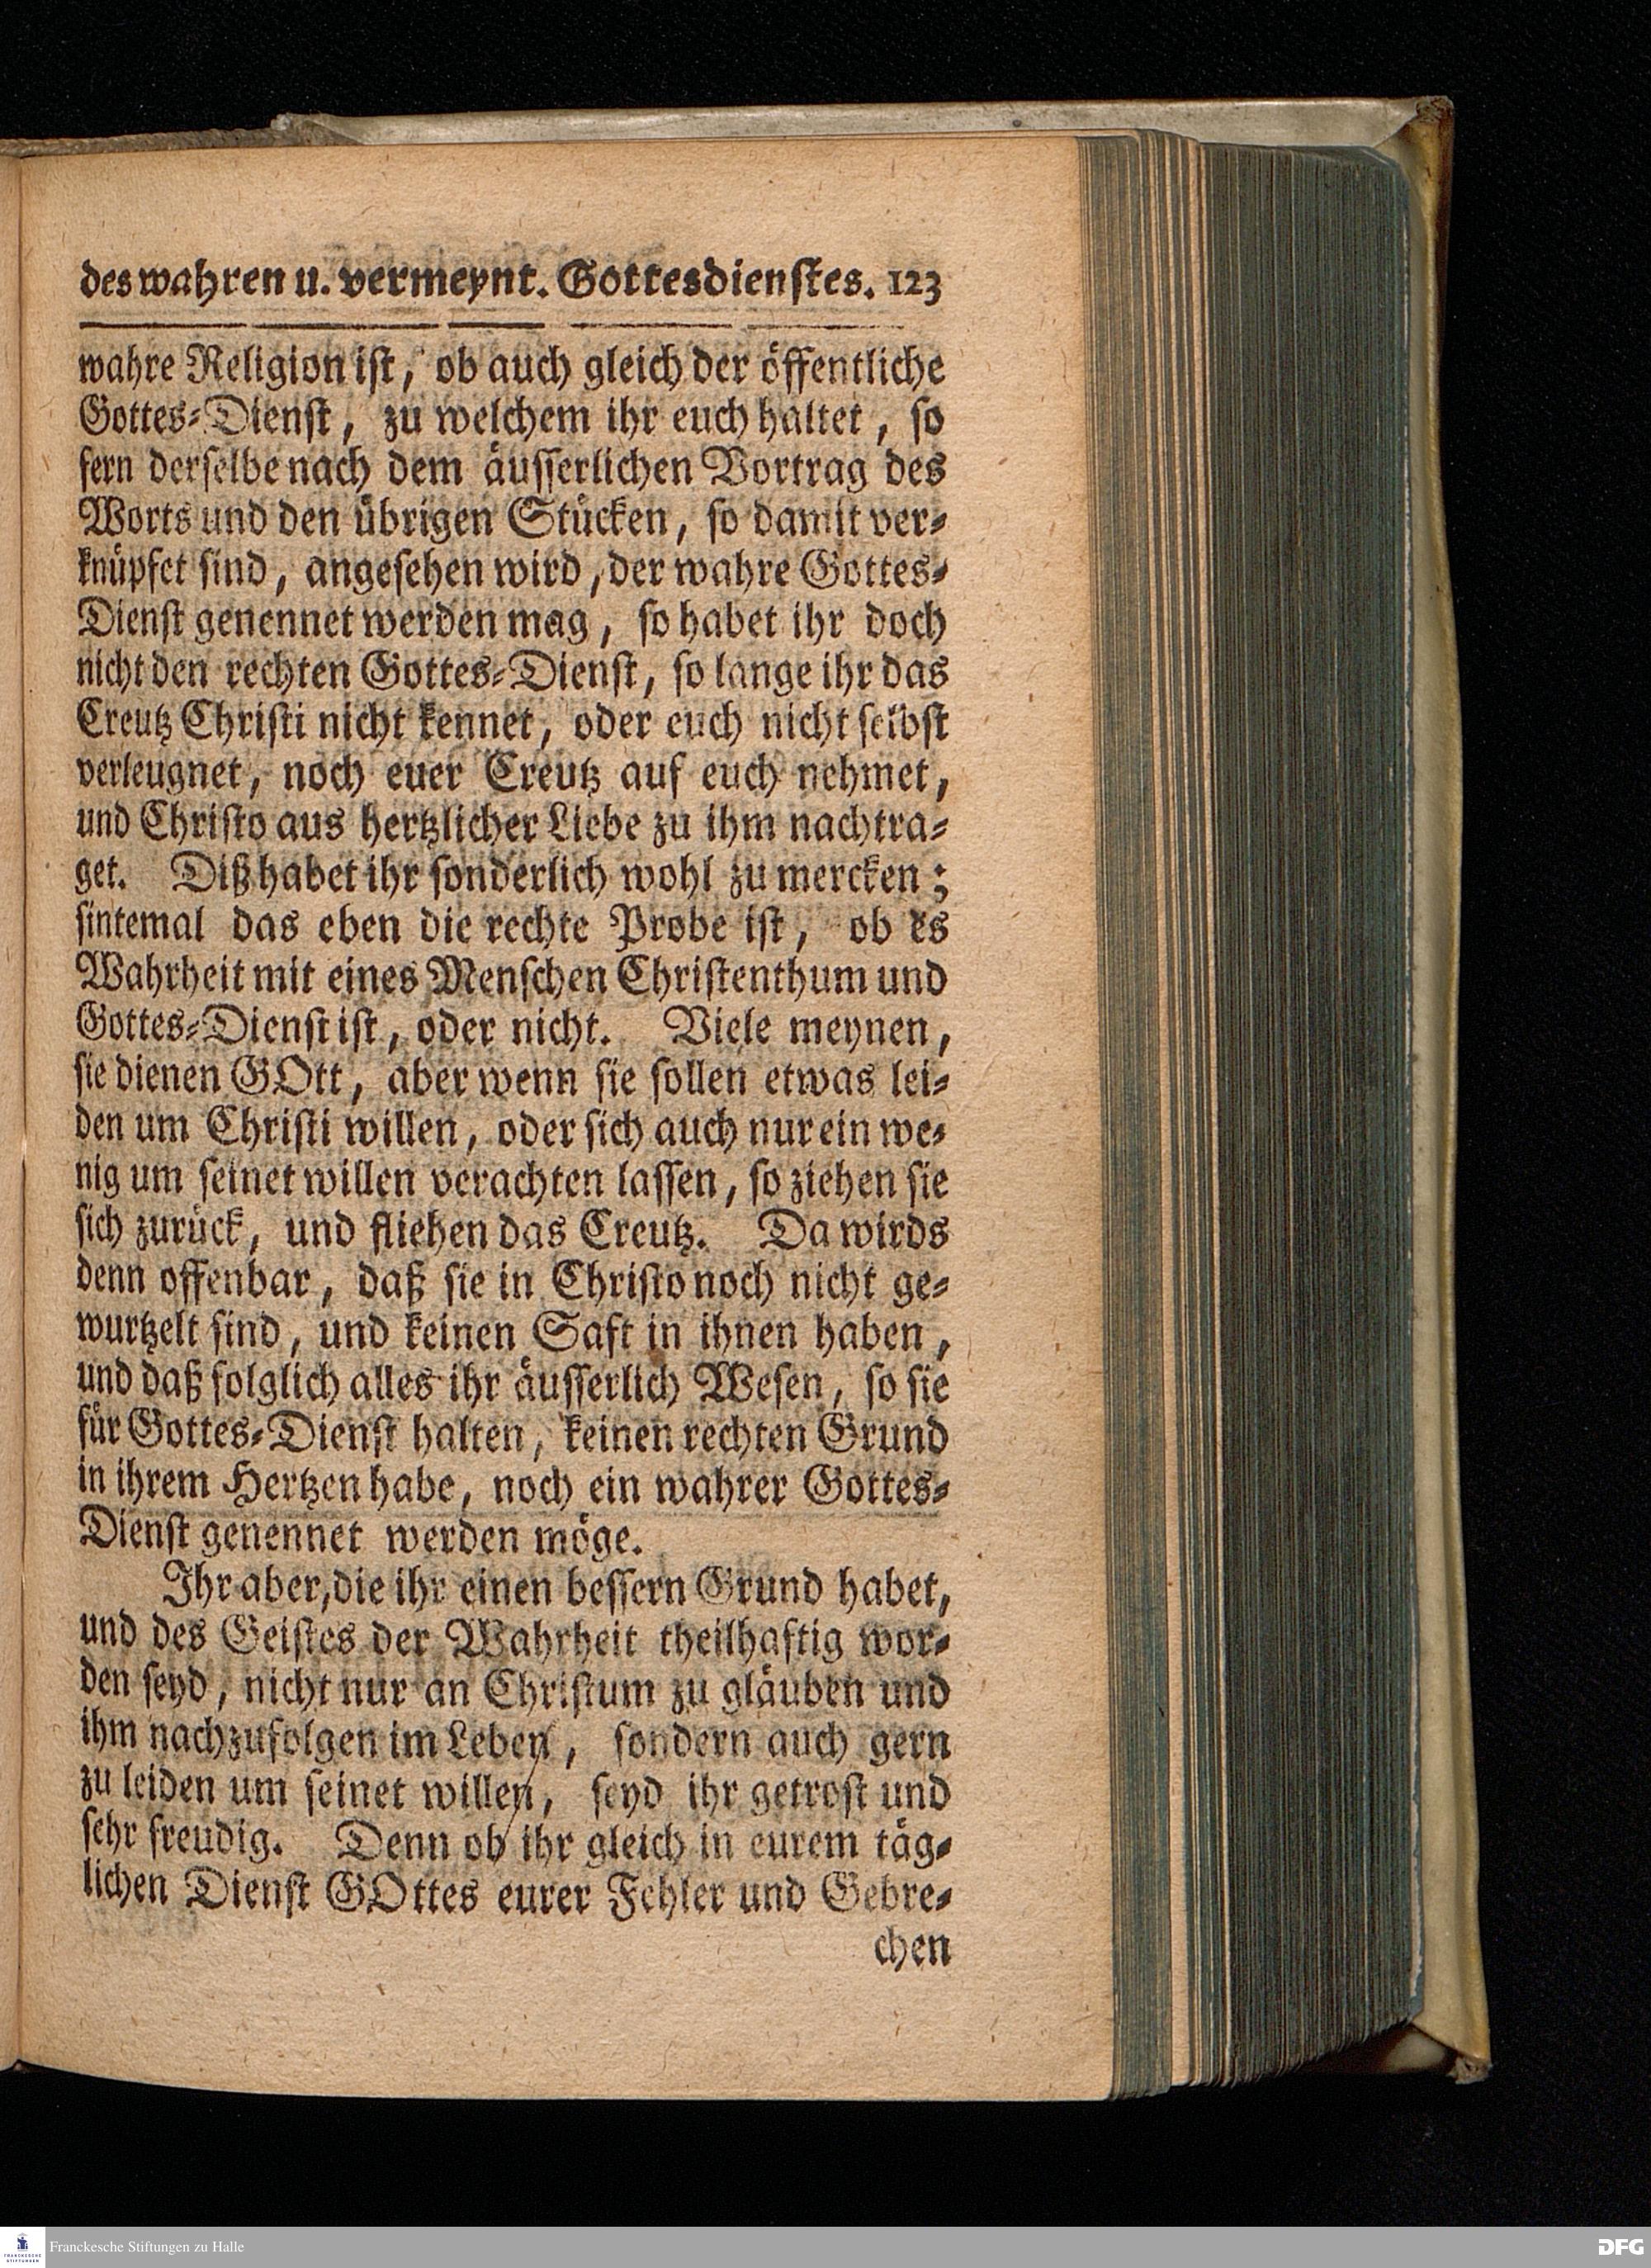 des wahren u. vermeynt. Gottesdienstes. 123
wahre Religion ist, ob auch gleich der öffentliche
Gottes-Dienst, zu welchem ihr euch haltet, so
fern derselbe nach dem äusserlichen Vortrag des
Worts und den übrigen Stücken, so damit ver-
knüpfet sind, angesehen wird, der wahre Gottes-
Dienst genennet werden mag, so habet ihr doch
nicht den rechten Gottes-Dienst, so lange ihr das
Creutz Christi nicht kennet, oder euch nicht selbst
verleugnet, noch euer Creutz auf euch nehmet,
und Christo aus hertzlicher Liebe zu ihm nachtra-
get. Diß habet ihr sonderlich wohl zu mercken;
sintemal das eben die rechte Probe ist, ob es
Wahrheit mit eines Menschen Christenthum und
Gottes-Dienst ist, oder nicht. Viele meynen,
sie dienen GOtt, aber wenn sie sollen etwas lei-
den um Christi willen, oder sich auch nur ein we-
nig um seinet willen verachten lassen, so ziehen sie
sich zurück, und fliehen das Creutz. Da wirds
denn offenbar, daß sie in Christo noch nicht ge-
wurtzelt sind, und keinen Saft in ihnen haben,
und daß folglich alles ihr äusserlich Wesen, so sie
für Gottes-Dienst halten, keinen rechten Grund
in ihrem Hertzen habe, noch ein wahrer Gottes-
Dienst genennet werden möge.
Ihr aber, die ihr einen bessern Grund habet,
und des Geistes der Wahrheit theilhaftig wor-
den seyd, nicht nur an Christum zu gläuben und
ihm nachzufolgen im Leben, sondern auch gern
zu leiden um seinet willen, seyd ihr getrost und
sehr freudig. Denn ob ihr gleich in eurem täg-
lichen Dienst GOttes eurer Fehler und Gebre-
chen
FRANCKESCHE STIFTUNGEN
Franckesche Stiftungen zu Halle
DFG